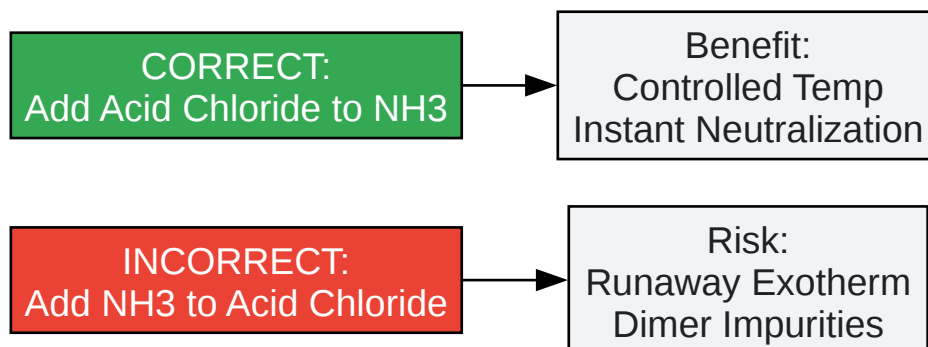 CORRECT:
Add Acid Chloride to NH3
Benefit:
Controlled Temp
Instant Neutralization
INCORRECT:
Add NH3 to Acid Chloride
Risk:
Runaway Exotherm
Dimer Impurities